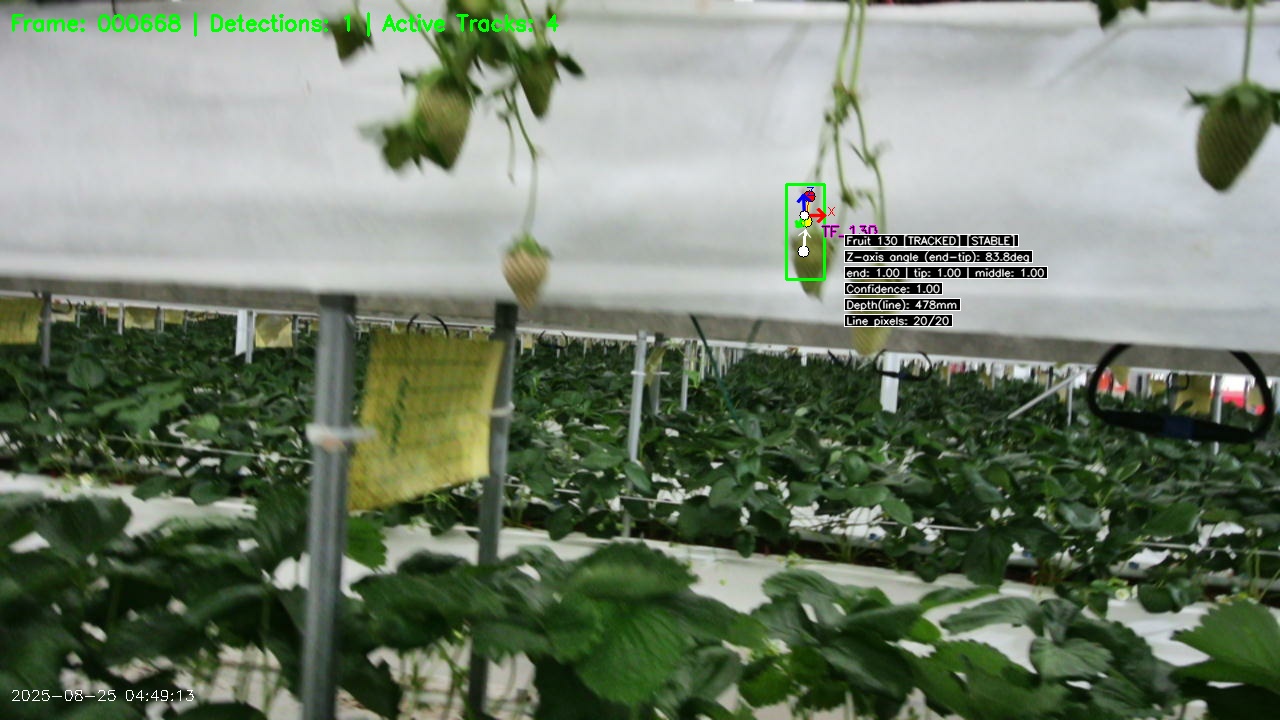 Frame: 000668 | Detections: 1 | Active Tracks: 4
Z
X
TF_130
Fruit 130 [TRACKED] [STABLE]
Z-axis angle (end-tip): 83.8deg
end: 1.00 | tip: 1.00 | middle: 1.00
Confidence: 1.00
Depth(line): 478mm
Line pixels: 20/20
2025-08-25 04:49:13